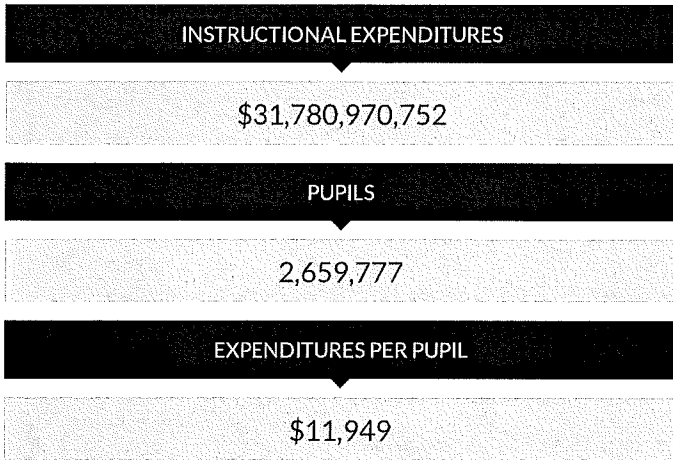 INSTRUCTIONAL EXPENDITURES
$31,780,970,752
PUPILS
2,659,777
EXPENDITURES PER PUPIL
$11,949